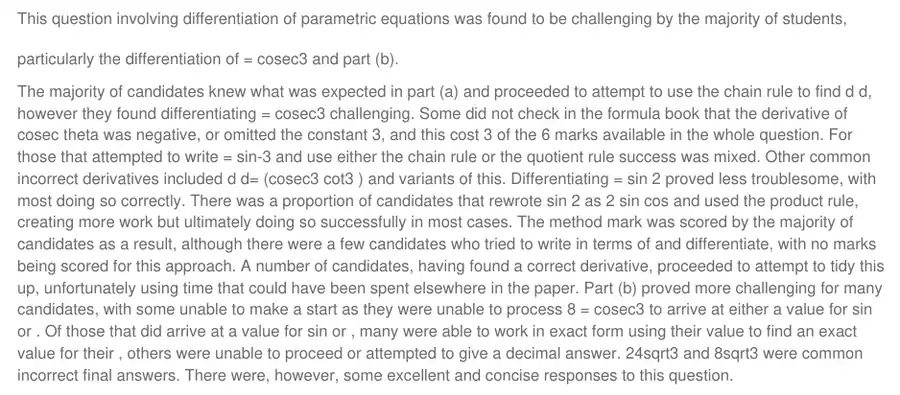 This question involving differentiation of parametric equations was found to be challenging by the majority of students,
particularly the differentiation of = cosec3 and part (b).
The majority of candidates knew what was expected in part (a) and proceeded to attempt to use the chain rule to find d d,
however they found differentiating = cosec3 challenging. Some did not check in the formula book that the derivative of
cosec theta was negative, or omitted the constant 3, and this cost 3 of the 6 marks available in the whole question. For
those that attempted to write = sin-3 and use either the chain rule or the quotient rule success was mixed. Other common
incorrect derivatives included d d= (cosec3 cot3 ) and variants of this. Differentiating = sin 2 proved less troublesome, with
most doing so correctly. There was a proportion of candidates that rewrote sin 2 as 2 sin cos and used the product rule,
creating more work but ultimately doing so successfully in most cases. The method mark was scored by the majority of
candidates as a result, although there were a few candidates who tried to write in terms of and differentiate, with no marks
being scored for this approach. A number of candidates, having found a correct derivative, proceeded to attempt to tidy this
up, unfortunately using time that could have been spent elsewhere in the paper. Part (b) proved more challenging for many
candidates, with some unable to make a start as they were unable to process 8 = cosec3 to arrive at either a value for sin
or . Of those that did arrive at a value for sin or , many were able to work in exact form using their value to find an exact
value for their , others were unable to proceed or attempted to give a decimal answer. 24sqrt3 and 8sqrt3 were common
incorrect final answers. There were, however, some excellent and concise responses to this question.